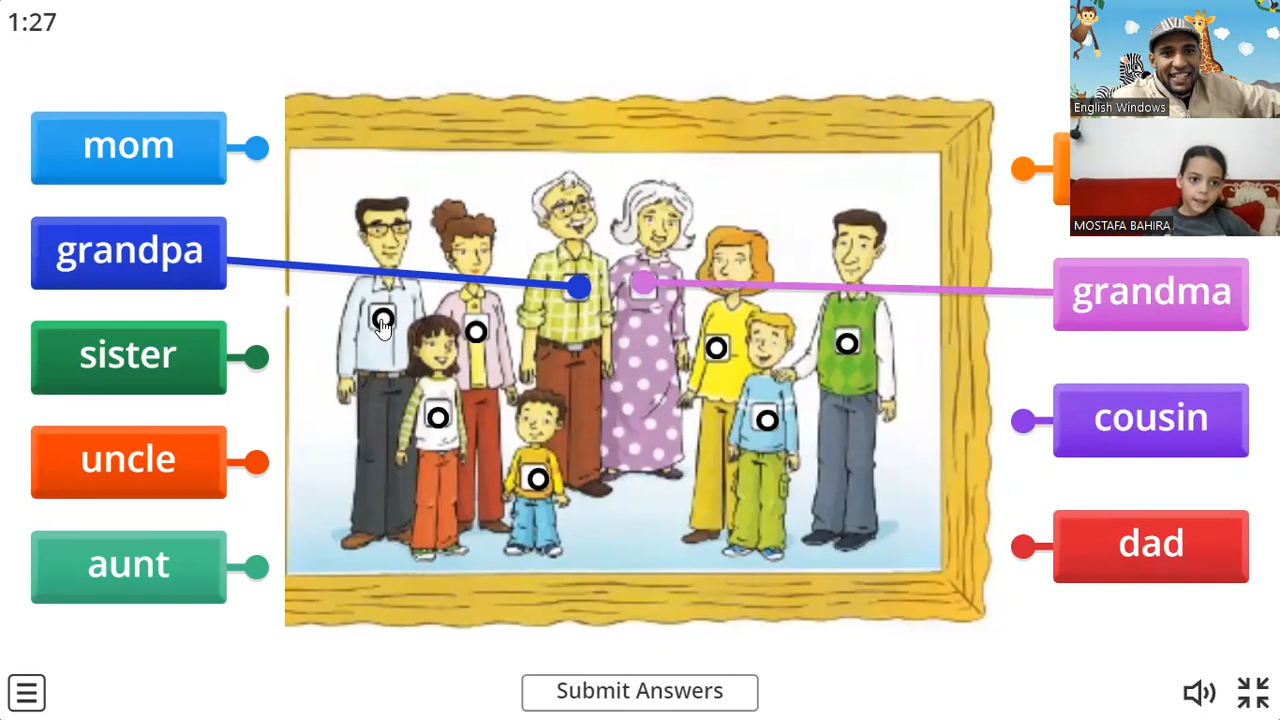 1:27
English Windows
mom
MOSTAFA BAHIRA
grandpa
grandma
sister
cousin
uncle
dad
aunt
Submit Answers